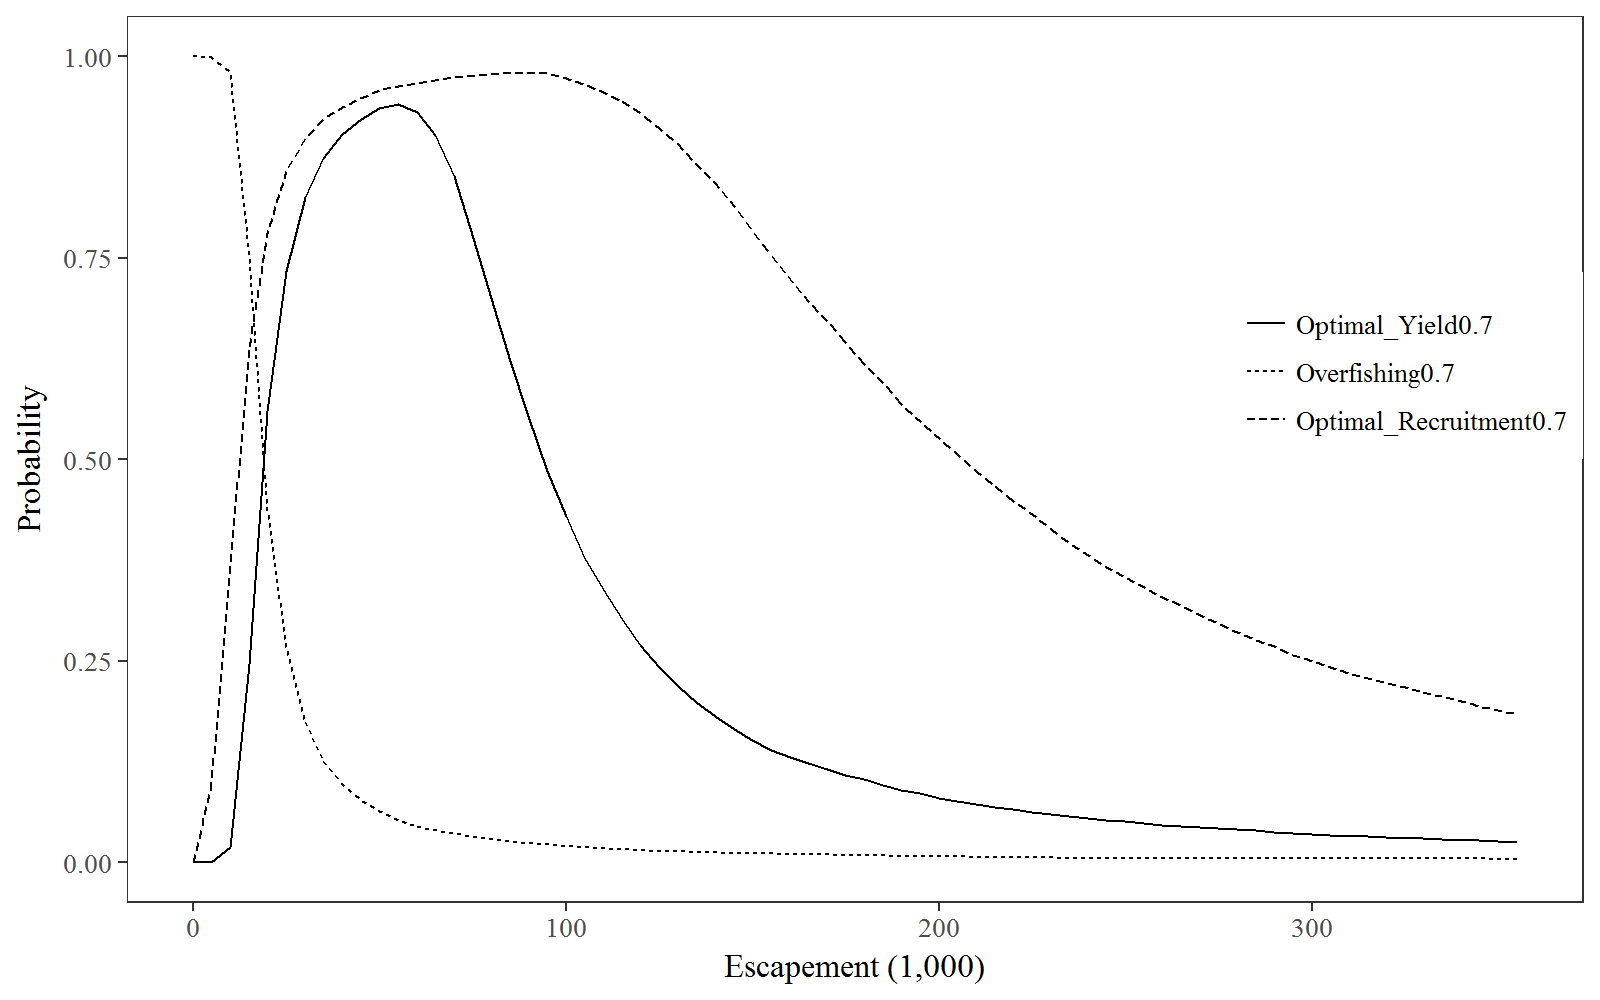 Probability
1.00
0.75
0.50
0.25
0.00
Optimal_Yield0.7
Overfishing0.7
Optimal_Recruitment0.7
0
100
200
300
Escapement (1,000)